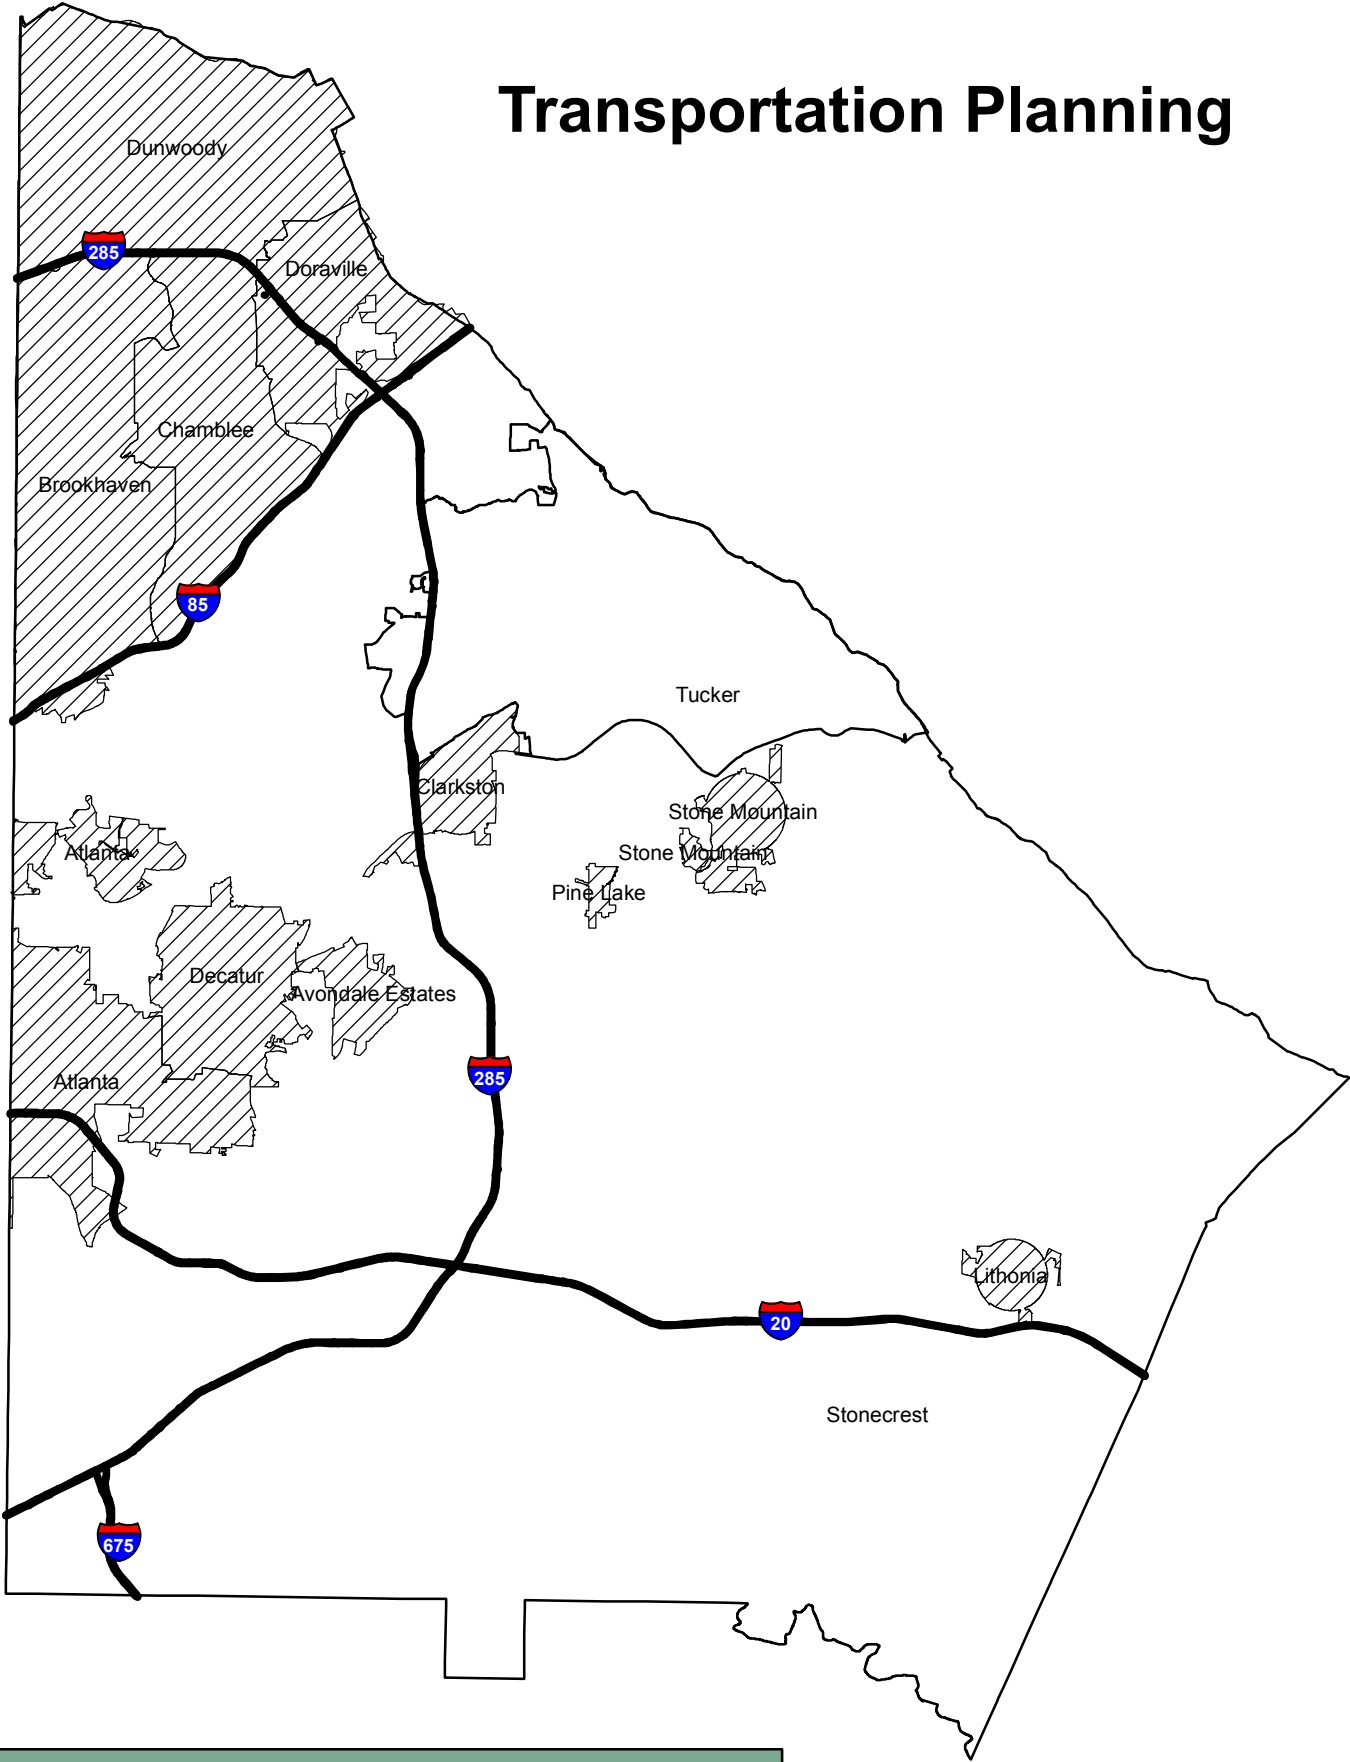 Transportation Planning
Dunwoody
285
Doraville
Chamblee
Brookhaven
85
Tucker
Clarkston
Stone Mountain
Atlanta
Stone Mountain
Pine Lake
Decatur
Avondale Estates
285
Atlanta
Lithonia
20
Stonecrest
675